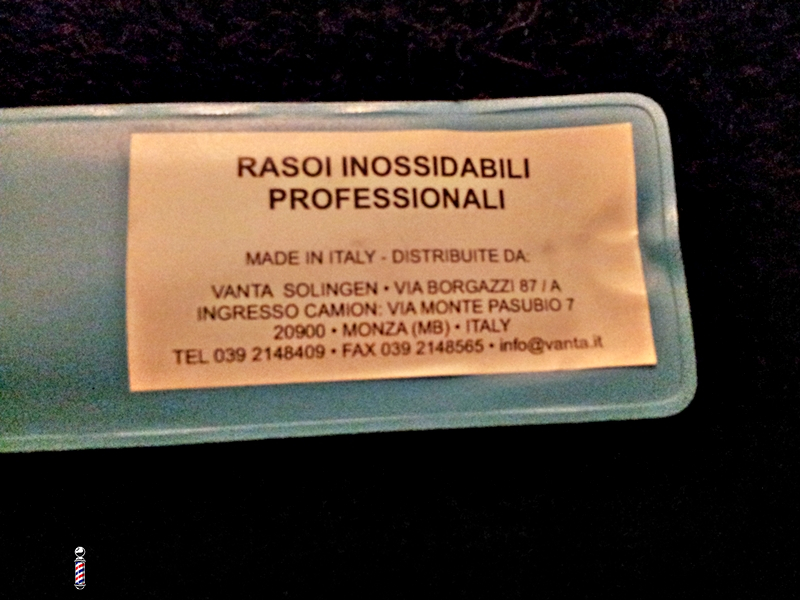 RASOI INOSSIDABILI
PROFESSIONALI
MADE IN ITALY - DISTRIBUITE DA:
VANTA SOLINGEN • VIA BORGAZZI 87 / A
INGRESSO CAMION: VIA MONTE PASUBIO 7
20900 • MONZA (MB) • ITALY
TEL 039 2148409 • FAX 039 2148565 • info@vanta.it